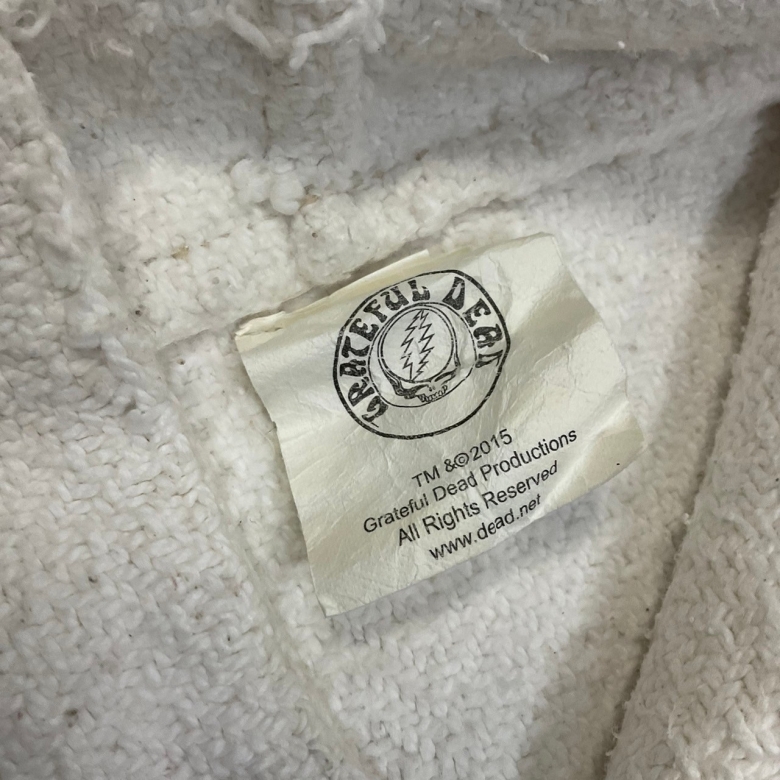 GRATEFUL DEAD
TM &©2015
Grateful Dead Productions
All Rights Reserved
www.dead.net